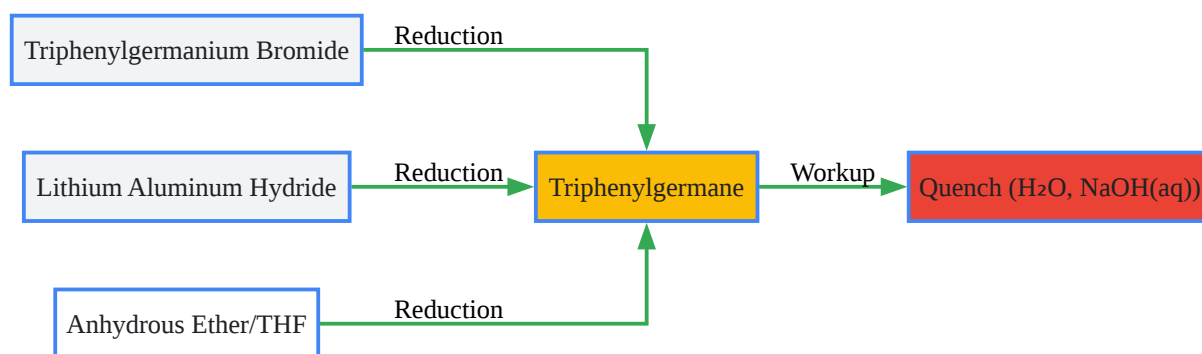 Triphenylgermanium Bromide
Reduction
Lithium Aluminum Hydride
Reduction
Triphenylgermane
Workup
Quench (H₂O, NaOH(aq))
Anhydrous Ether/THF
Reduction